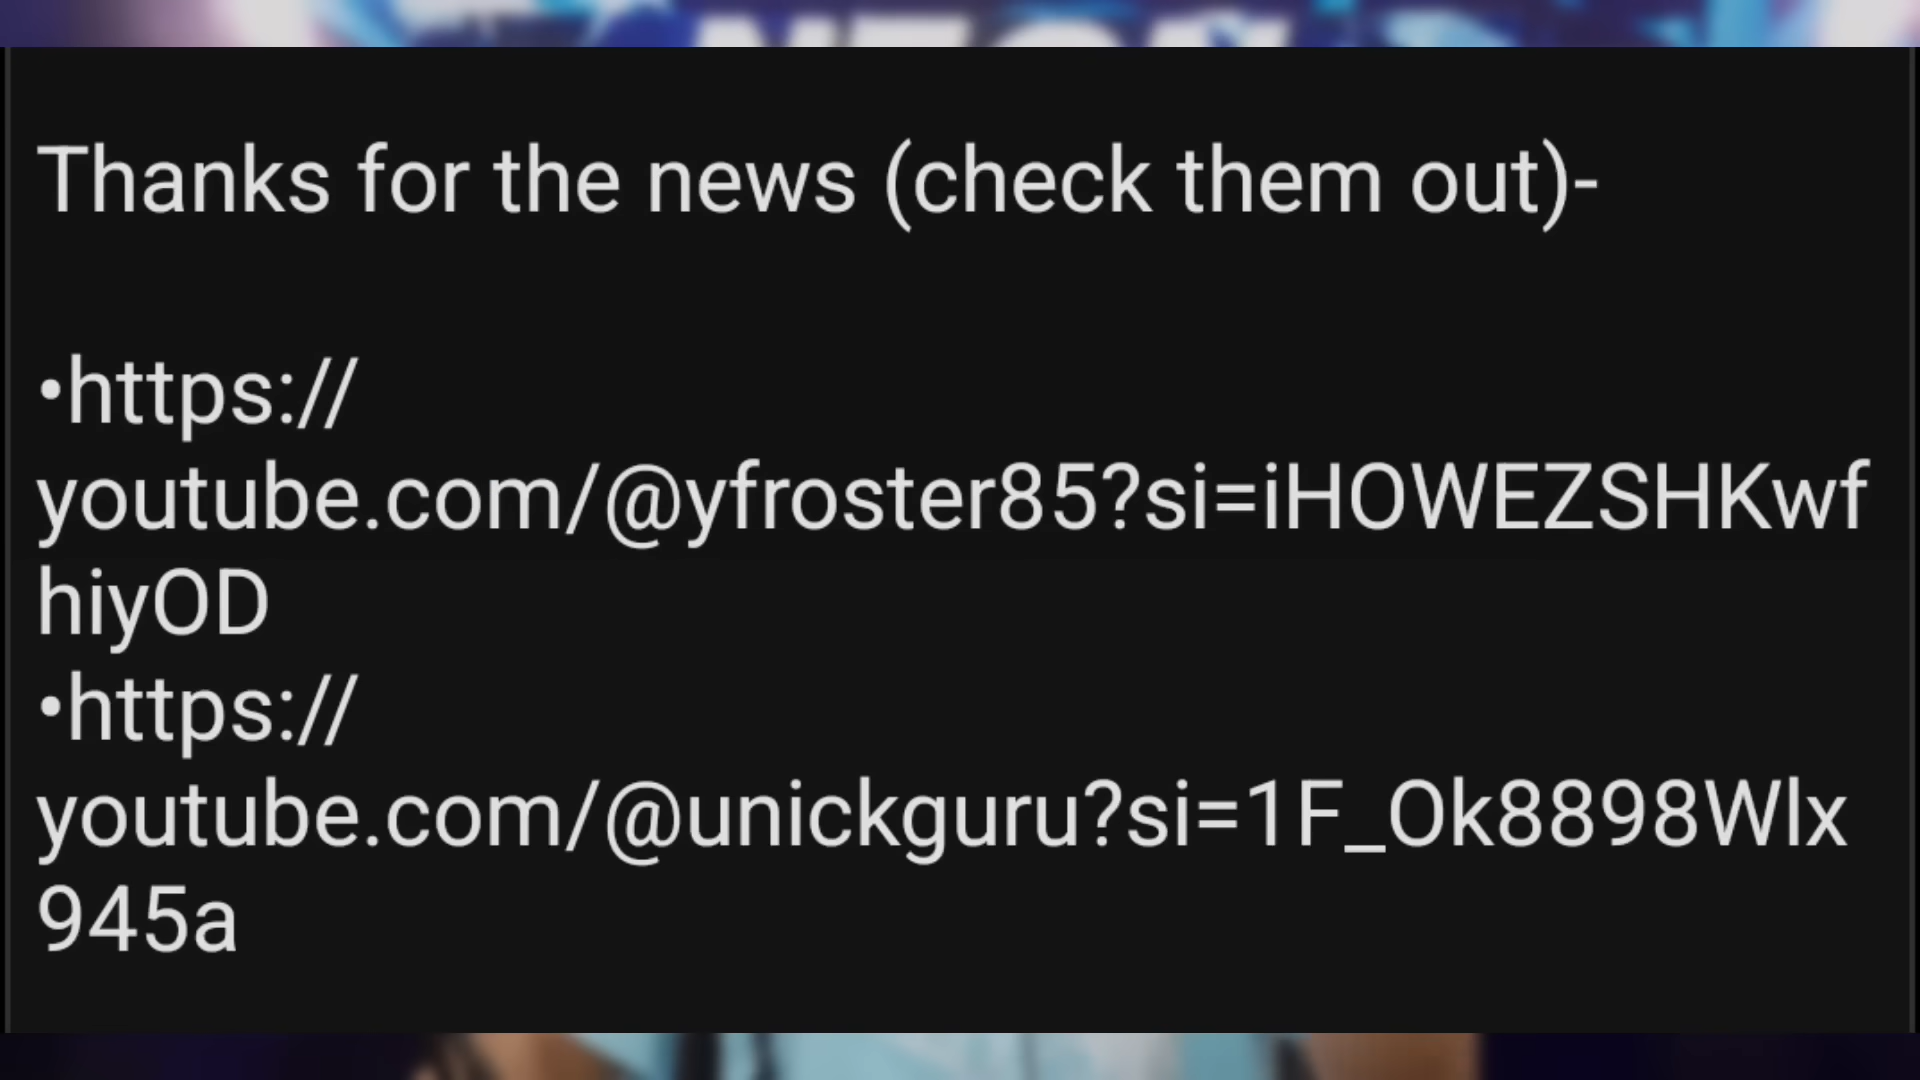 Thanks for the news (check them out)-
•https://
youtube.com/@yfroster85?si=iHOWEZSHKwf
hiyOD
•https://
youtube.com/@unickguru?si=1F_Ok8898Wlx
945a